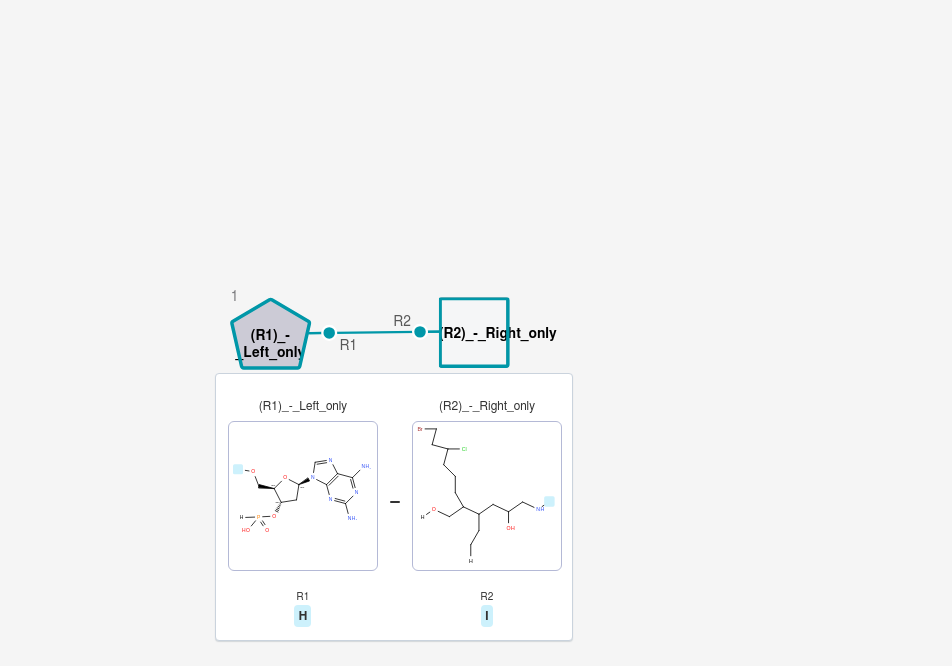 1
(R1)_-
_Left_only
R1
R2
(R2)_-_Right_only
(R1)_-_Left_only
(R2)_-_Right_only
O
O
N
N
N
N
N
NH₂
NH₂
H
P
O
HO
O
Br
Cl
H
O
H
OH
NH
–
R1
R2
H
I